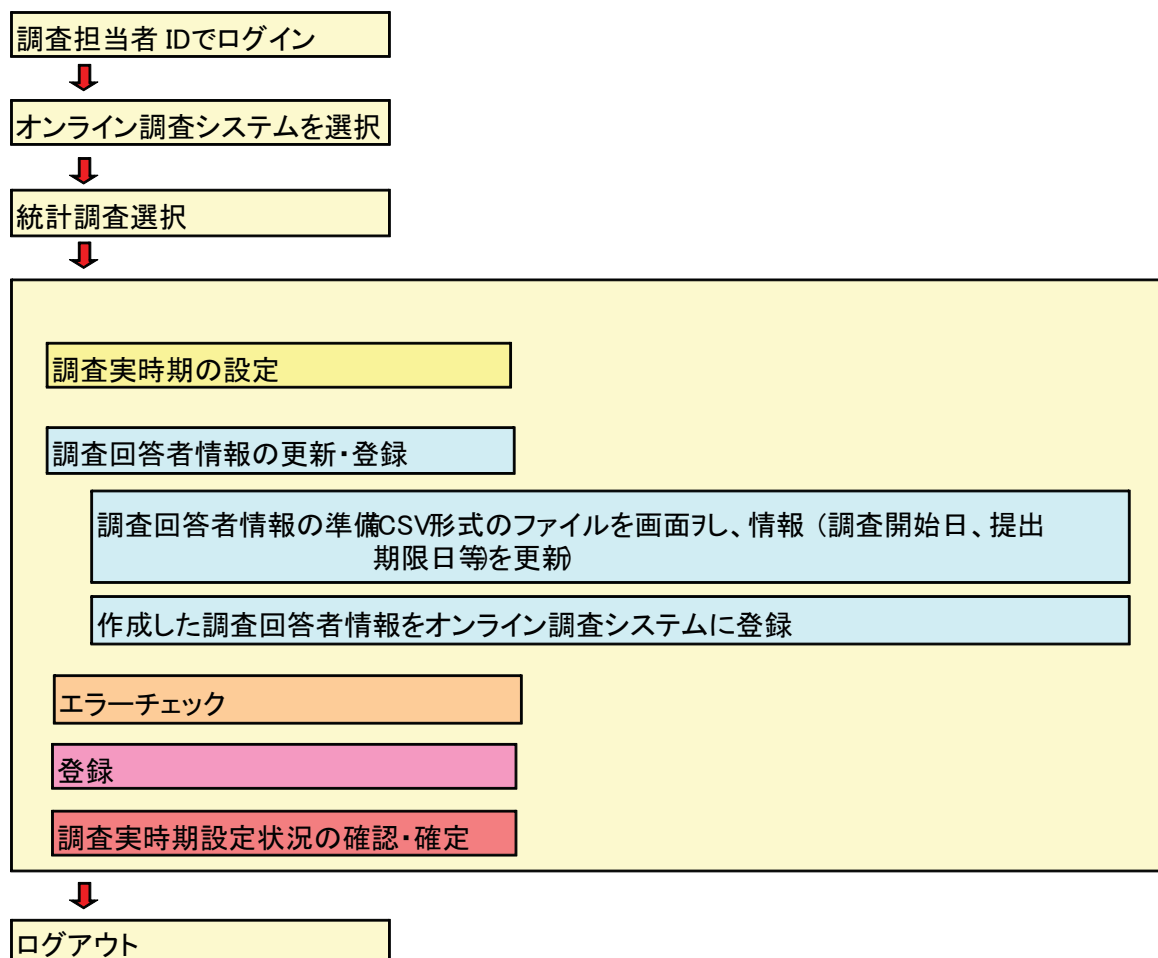 調査担当者 IDでログイン
オンライン調査システムを選択
統計調査選択
調査実時期の設定
調査回答者情報の更新・登録
調査回答者情報の準備CSV形式のファイルを画面ｦし、情報（調査開始日、提出
期限日等)を更新)
作成した調査回答者情報をオンライン調査システムに登録
エラーチェック
登録
調査実時期設定状況の確認・確定
ログアウト